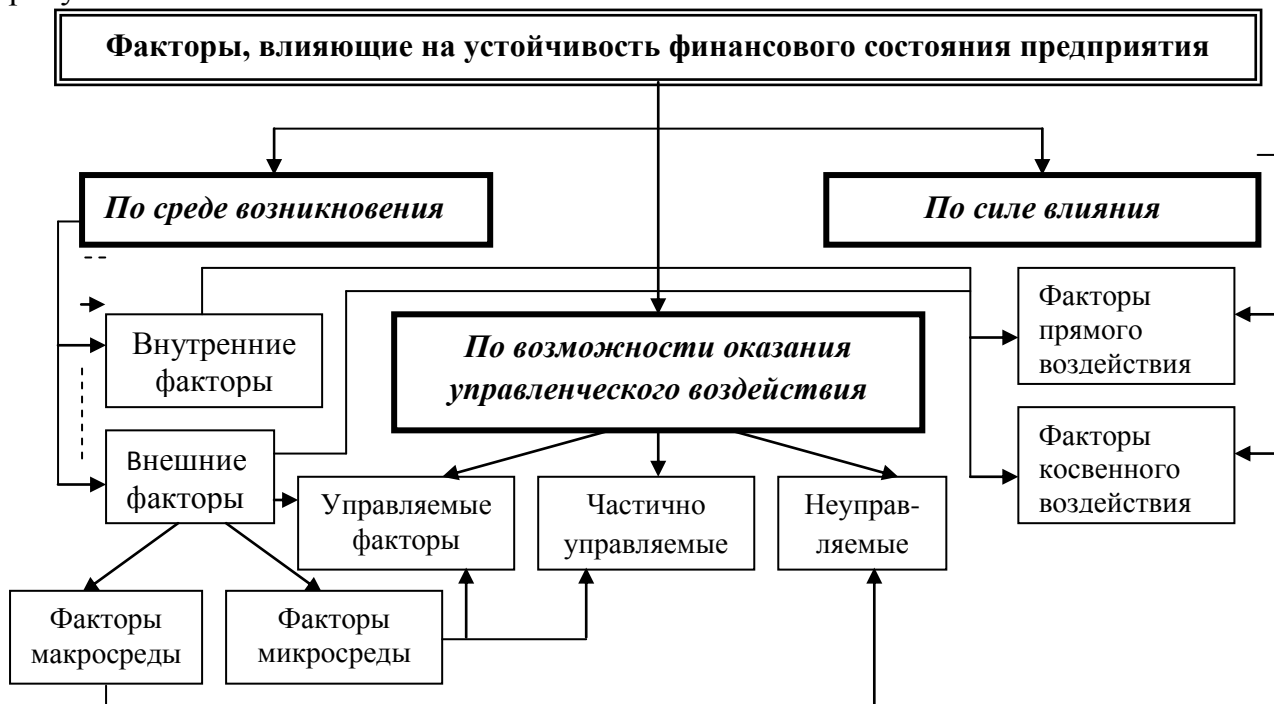 Факторы, влияющие на устойчивость финансового состояния предприятия
По среде возникновения
По силе влияния
Внутренние
факторы
По возможности оказания
управленческого воздействия
Факторы
прямого
воздействия
Внешние
факторы
Факторы
косвенного
воздействия
Управляемые
факторы
Частично
управляемые
Неуправ-
ляемые
Факторы
макросреды
Факторы
микросреды